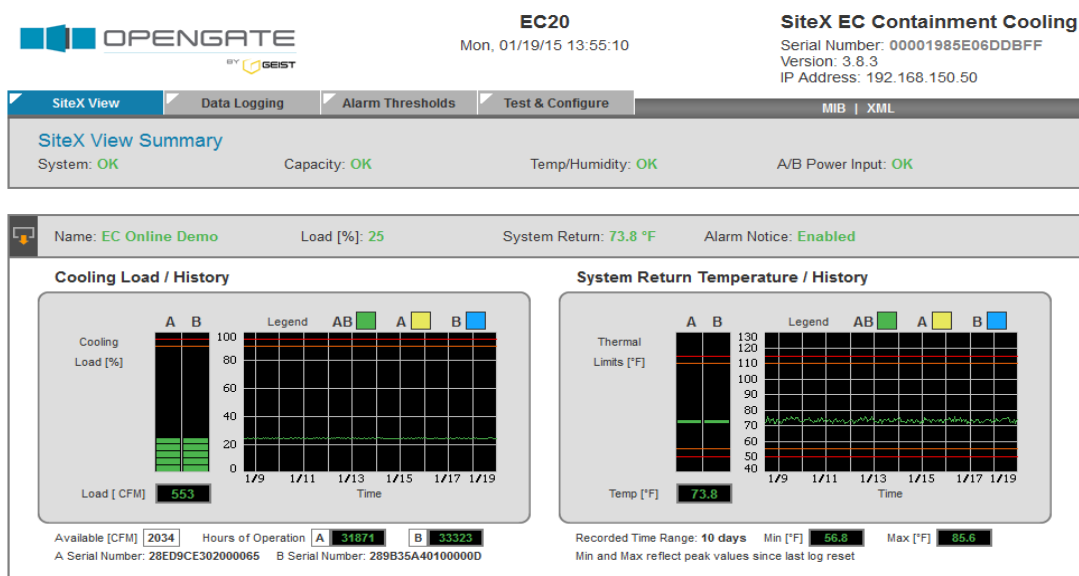 OPENGATE
BY GEIST
EC20
Mon, 01/19/15 13:55:10
SiteX EC Containment Cooling
Serial Number: 00001985E06DDBFF
Version: 3.8.3
IP Address: 192.168.150.50
SiteX View Data Logging Alarm Thresholds Test & Configure MIB | XML
SiteX View Summary
System: OK Capacity: OK Temp/Humidity: OK A/B Power Input: OK
Name: EC Online Demo Load [%]: 25 System Return: 73.8 °F Alarm Notice: Enabled
Cooling Load / History
A B Legend AB A B
Cooling
Load [%]
100
80
60
40
20
0
1/9 1/11 1/13 1/15 1/17 1/19
Time
Load [ CFM] 553
Available [CFM] 2034 Hours of Operation A 31871 B 33323
A Serial Number: 28ED9CE302000065 B Serial Number: 289B35A40100000D
System Return Temperature / History
A B Legend AB A B
Thermal
Limits [°F]
130
120
110
100
90
80
70
60
50
40
1/9 1/11 1/13 1/15 1/17 1/19
Time
Temp [°F] 73.8
Recorded Time Range: 10 days Min [°F] 56.8 Max [°F] 85.6
Min and Max reflect peak values since last log reset